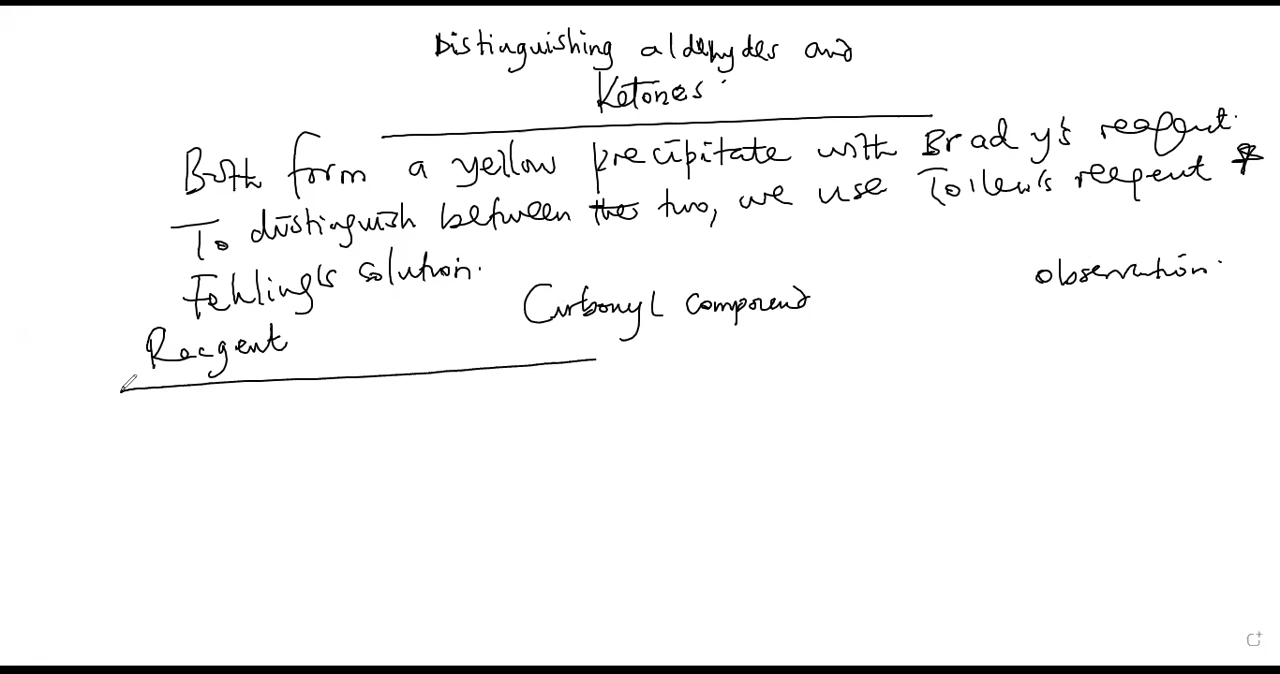 Distinguishing aldehydes and
Ketones.
Both form a yellow precipitate with Brady's reagent.
To distinguish between the two, we use Tollen's reagent &
Fehling's solution.
Reagent Carbonyl compound observation.